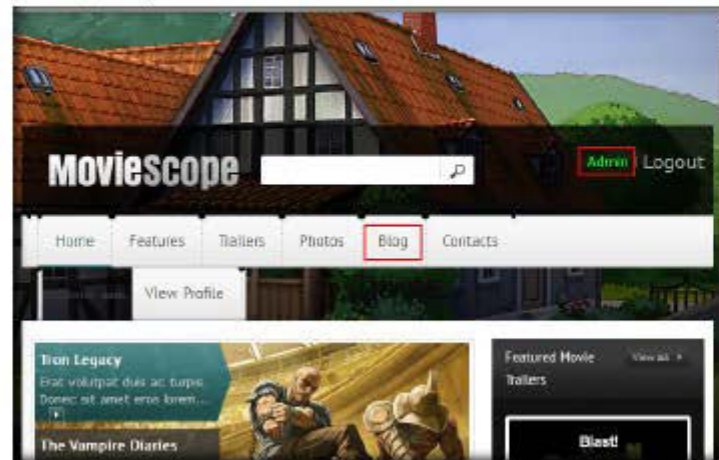 MovieScope
Admin Logout
Home Features Trailers Photos Blog Contacts
View Profile
Tron Legacy
Erat volutpat duis ac turpis
Donec sit amet eros lorem...
The Vampire Diaries
Featured Movie Trailers
View all
Blast!